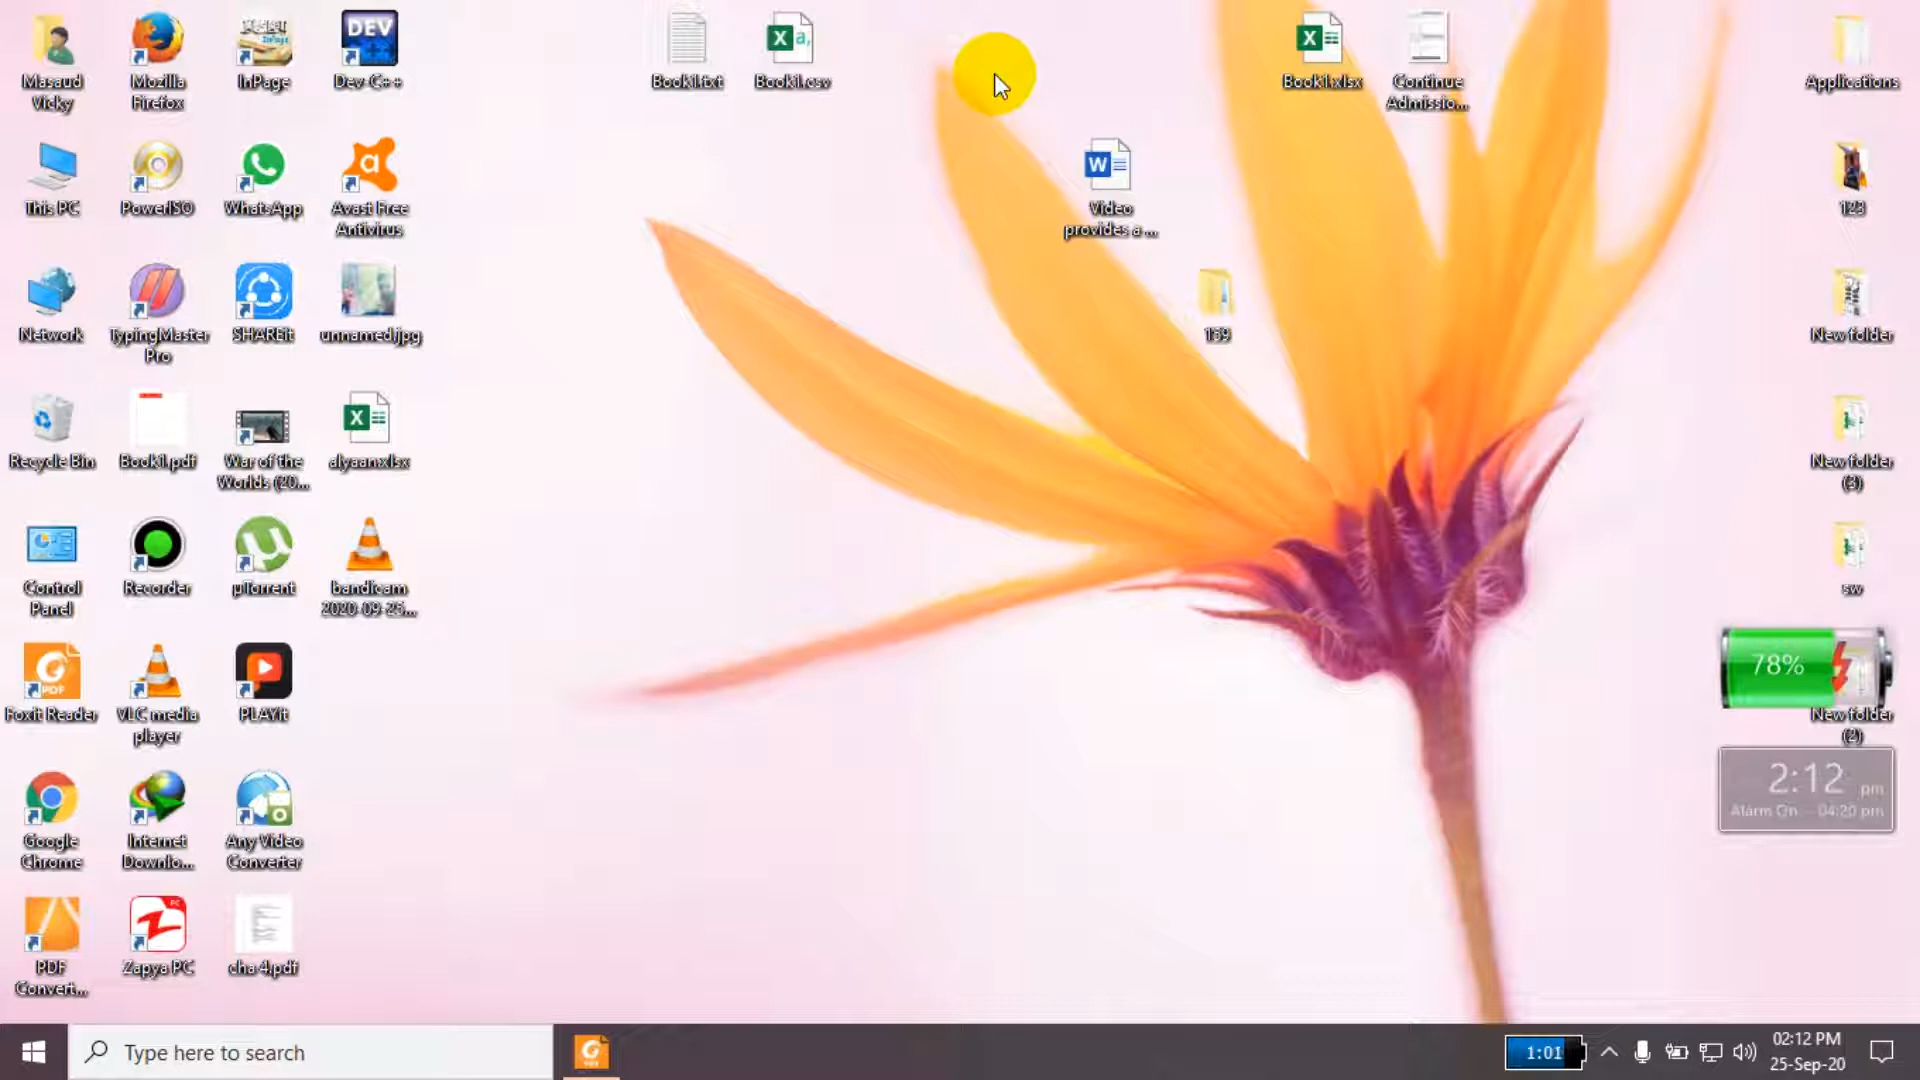 Masaud
Vicky
Mozilla
Firefox
InPage
DEV
Dev-C++
Book1.txt
Book1.csv
Book1.xlsx
Continue
Admissio...
Applications
This PC
PowerISO
WhatsApp
Avast Free
Antivirus
Video
provides a ...
123
Network
TypingMaster
Pro
SHAREit
unnamed.jpg
159
New folder
Recycle Bin
Book1.pdf
War of the
Worlds (20...
alyaan.xlsx
New folder
(3)
Control
Panel
Recorder
µTorrent
bandicam
2020-09-25...
sw
PDF
Foxit Reader
VLC media
player
PLAYit
78%
New folder
(2)
2:12 pm
Alarm On - 04:20 pm
Google
Chrome
Internet
Downlo...
Any Video
Converter
PDF
Convert...
PC
Zapya PC
cha 4.pdf
Type here to search
1:01
02:12 PM
25-Sep-20